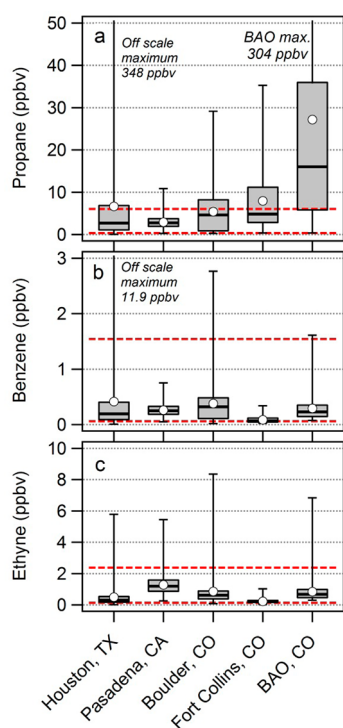 a
Off scale
maximum
348 ppbv
BAO max.
304 ppbv
Propane (ppbv)
50
40
30
20
10
0
b
Off scale
maximum
11.9 ppbv
Benzene (ppbv)
3
2
1
0
c
Ethyne (ppbv)
10
8
6
4
2
0
Houston, TX
Pasadena, CA
Boulder, CO
Fort Collins, CO
BAO, CO